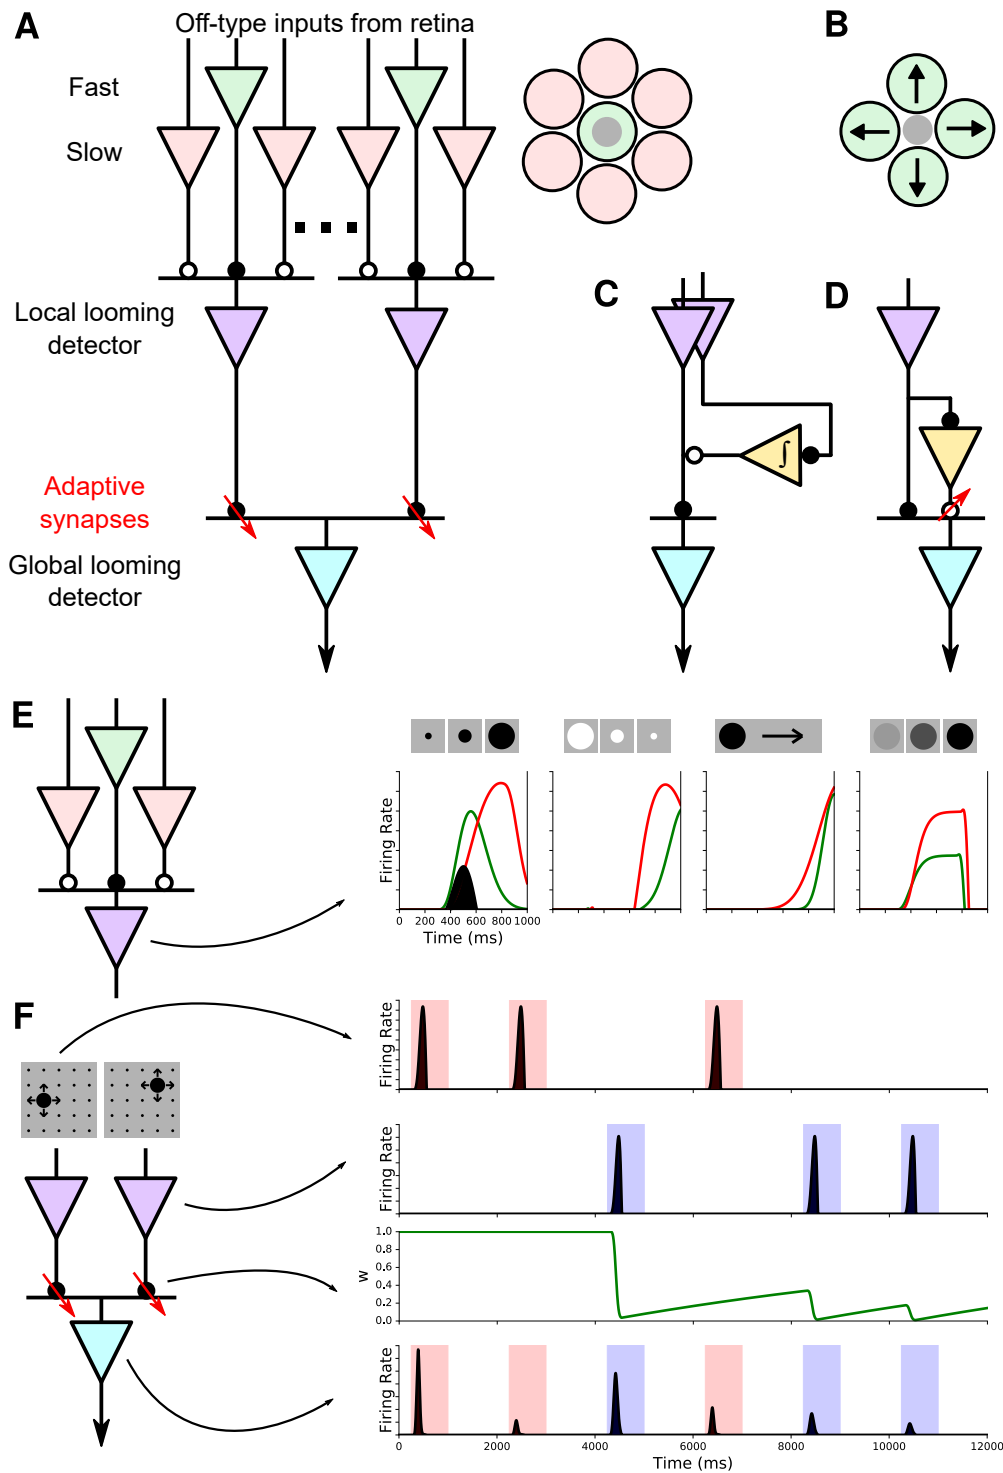 A
Off-type inputs from retina
B
Fast
Slow
C
D
Local looming
detector
∫
Adaptive
synapses
Global looming
detector
E
Firing Rate
0 200 400 600 800 1000
Time (ms)
F
Firing Rate
Firing Rate
w
1.0
0.8
0.6
0.4
0.2
0.0
Firing Rate
0 2000 4000 6000 8000 10000 12000
Time (ms)